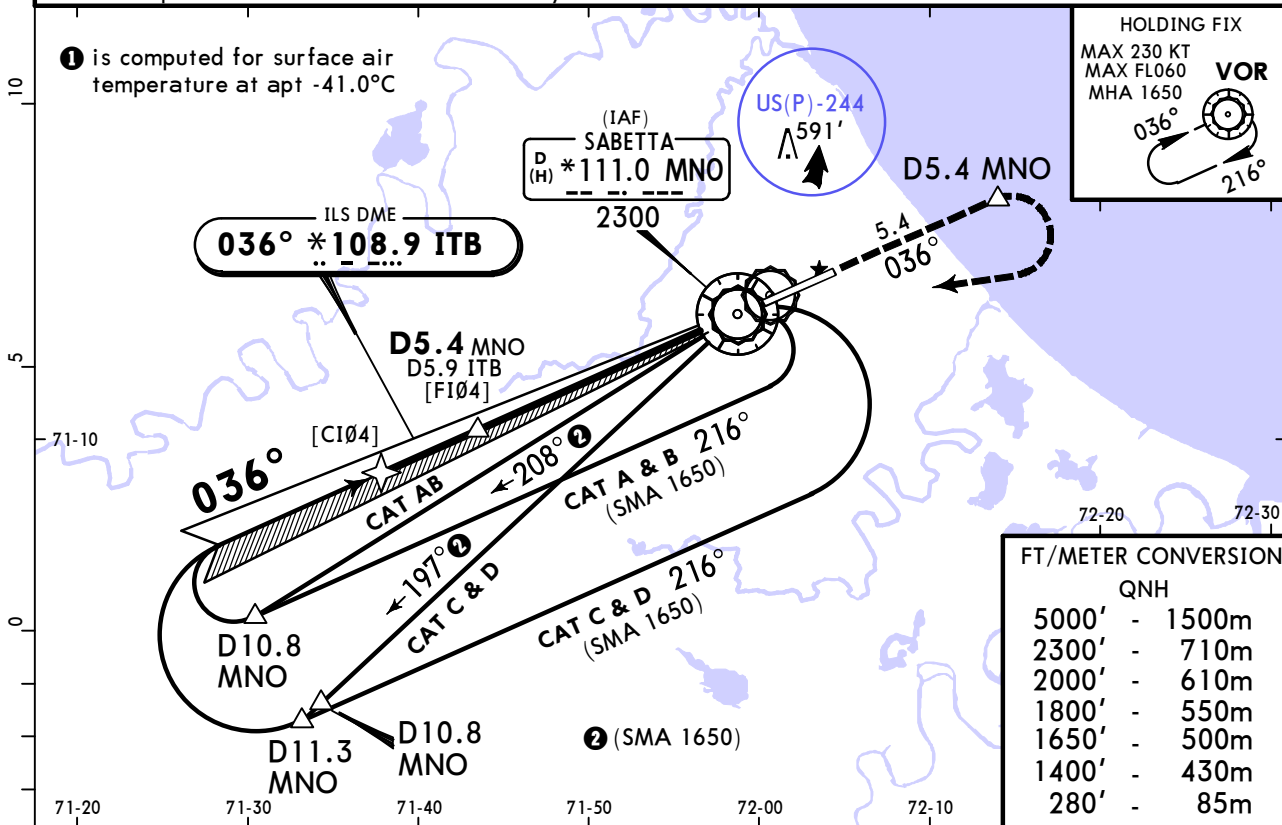 ❶ is computed for surface air
temperature at apt -41.0°C
HOLDING FIX
MAX 230 KT
MAX FL060
MHA 1650
VOR
036°
216°
10
5
0
US(P)-244
591'
(IAF)
SABETTA
D
(H)
*111.0 MNO
2300
ILS DME
036° *108.9 ITB
D5.4 MNO
5.4
036°
D5.4 MNO
D5.9 ITB
[FIØ4]
[CIØ4]
71-10
036°
CAT AB
208° ❷
CAT A & B 216°
(SMA 1650)
197° ❷
CAT C & D
CAT C & D 216°
(SMA 1650)
D10.8
MNO
D11.3
MNO
D10.8
MNO
❷ (SMA 1650)
72-20
72-30
FT/METER CONVERSION
QNH
5000' - 1500m
2300' - 710m
2000' - 610m
1800' - 550m
1650' - 500m
1400' - 430m
280' - 85m
71-20
71-30
71-40
71-50
72-00
72-10